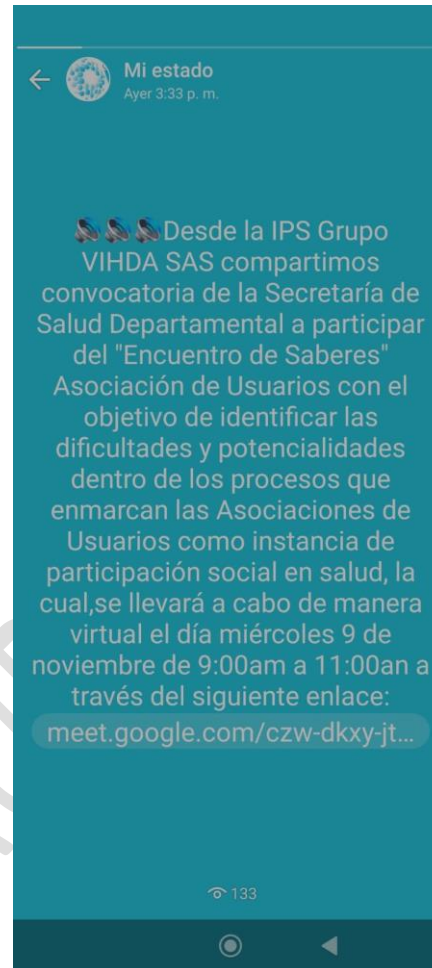 Mi estado
Ayer 3:33 p. m.
🔊🔊🔊Desde la IPS Grupo
VIHDA SAS compartimos
convocatoria de la Secretaría de
Salud Departamental a participar
del "Encuentro de Saberes"
Asociación de Usuarios con el
objetivo de identificar las
dificultades y potencialidades
dentro de los procesos que
enmarcan las Asociaciones de
Usuarios como instancia de
participación social en salud, la
cual,se llevará a cabo de manera
virtual el día miércoles 9 de
noviembre de 9:00am a 11:00an a
través del siguiente enlace:
meet.google.com/czw-dkxy-jt...
133